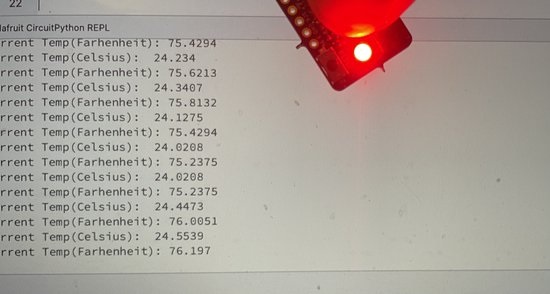 22
afruit CircuitPython REPL
rrent Temp(Farhenheit): 75.4294
rrent Temp(Celsius):  24.234
rrent Temp(Farhenheit): 75.6213
rrent Temp(Celsius):  24.3407
rrent Temp(Farhenheit): 75.8132
rrent Temp(Celsius):  24.1275
rrent Temp(Farhenheit): 75.4294
rrent Temp(Celsius):  24.0208
rrent Temp(Farhenheit): 75.2375
rrent Temp(Celsius):  24.0208
rrent Temp(Farhenheit): 75.2375
rrent Temp(Celsius):  24.4473
rrent Temp(Farhenheit): 76.0051
rrent Temp(Celsius):  24.5539
rrent Temp(Farhenheit): 76.197